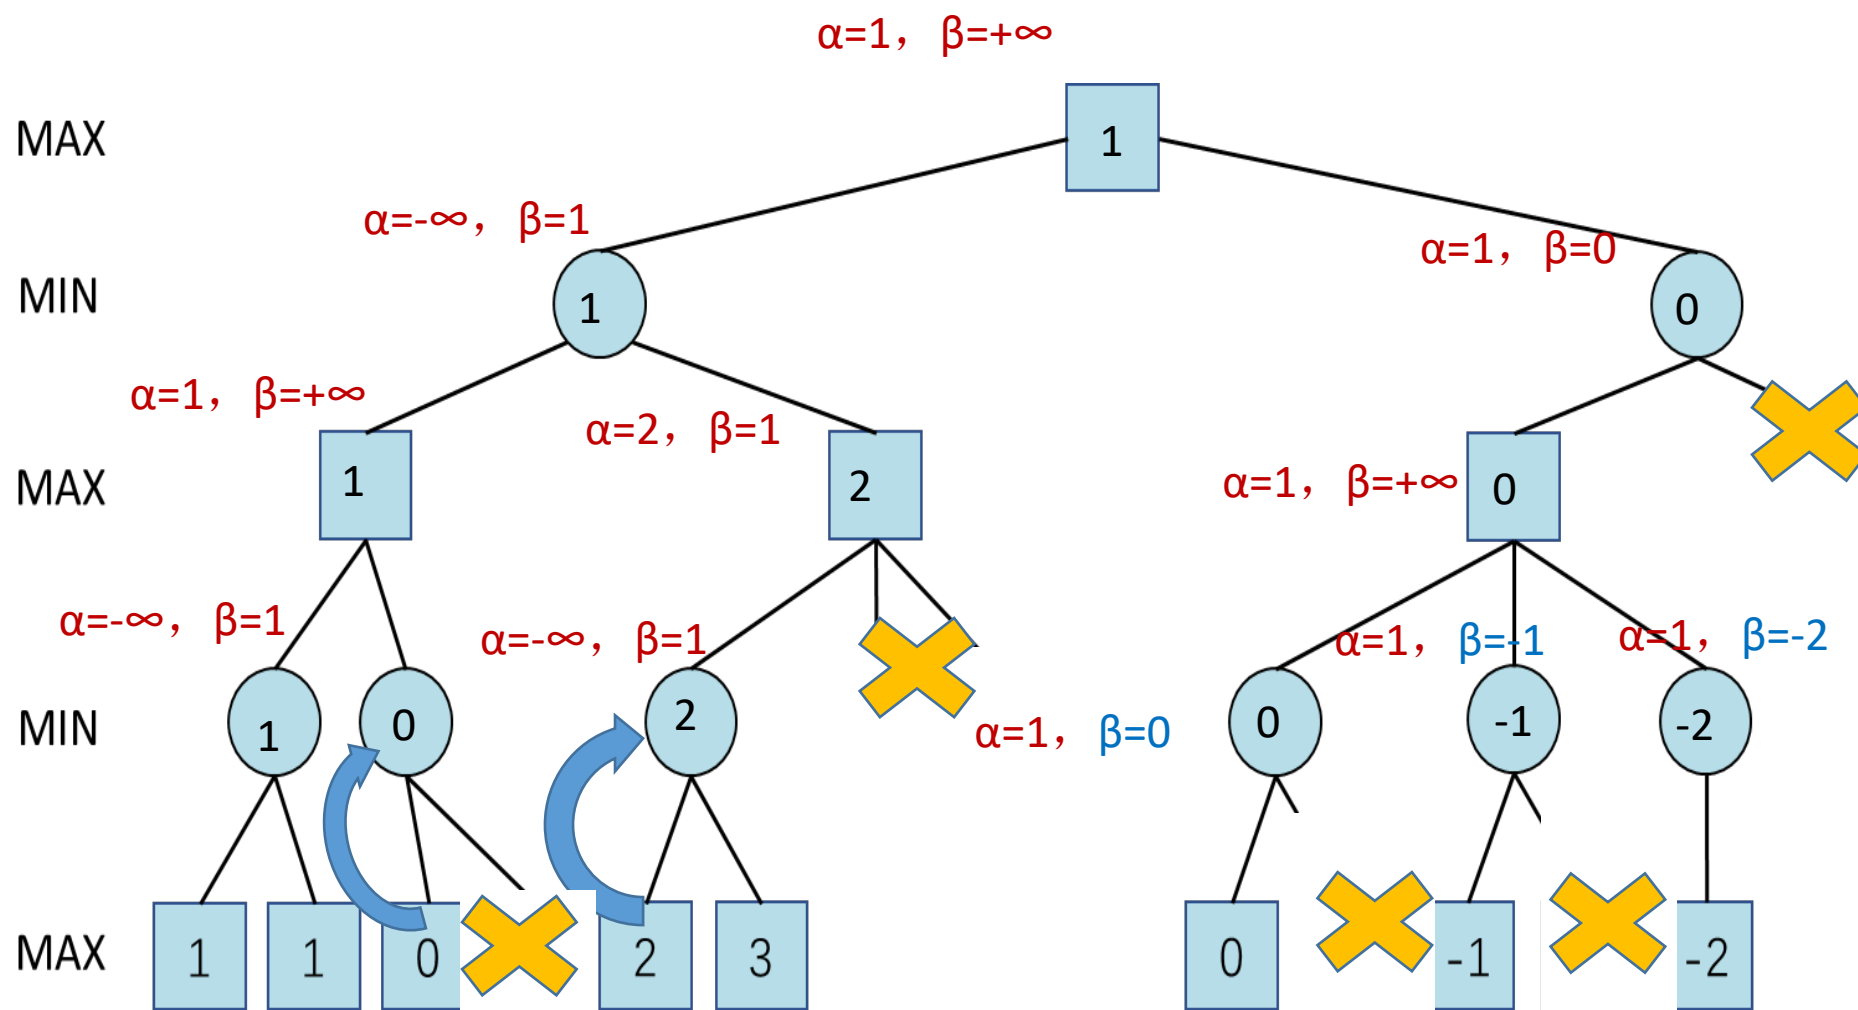 α=1，β=+∞
MAX
1
α=-∞，β=1
α=1，β=0
MIN
1
0
α=1，β=+∞
α=2，β=1
MAX
1
2
α=1，β=+∞
0
α=-∞，β=1
α=-∞，β=1
α=1，β=-1
α=1，β=-2
MIN
1
0
2
α=1，β=0
0
-1
-2
MAX
1
1
0
2
3
0
-1
-2